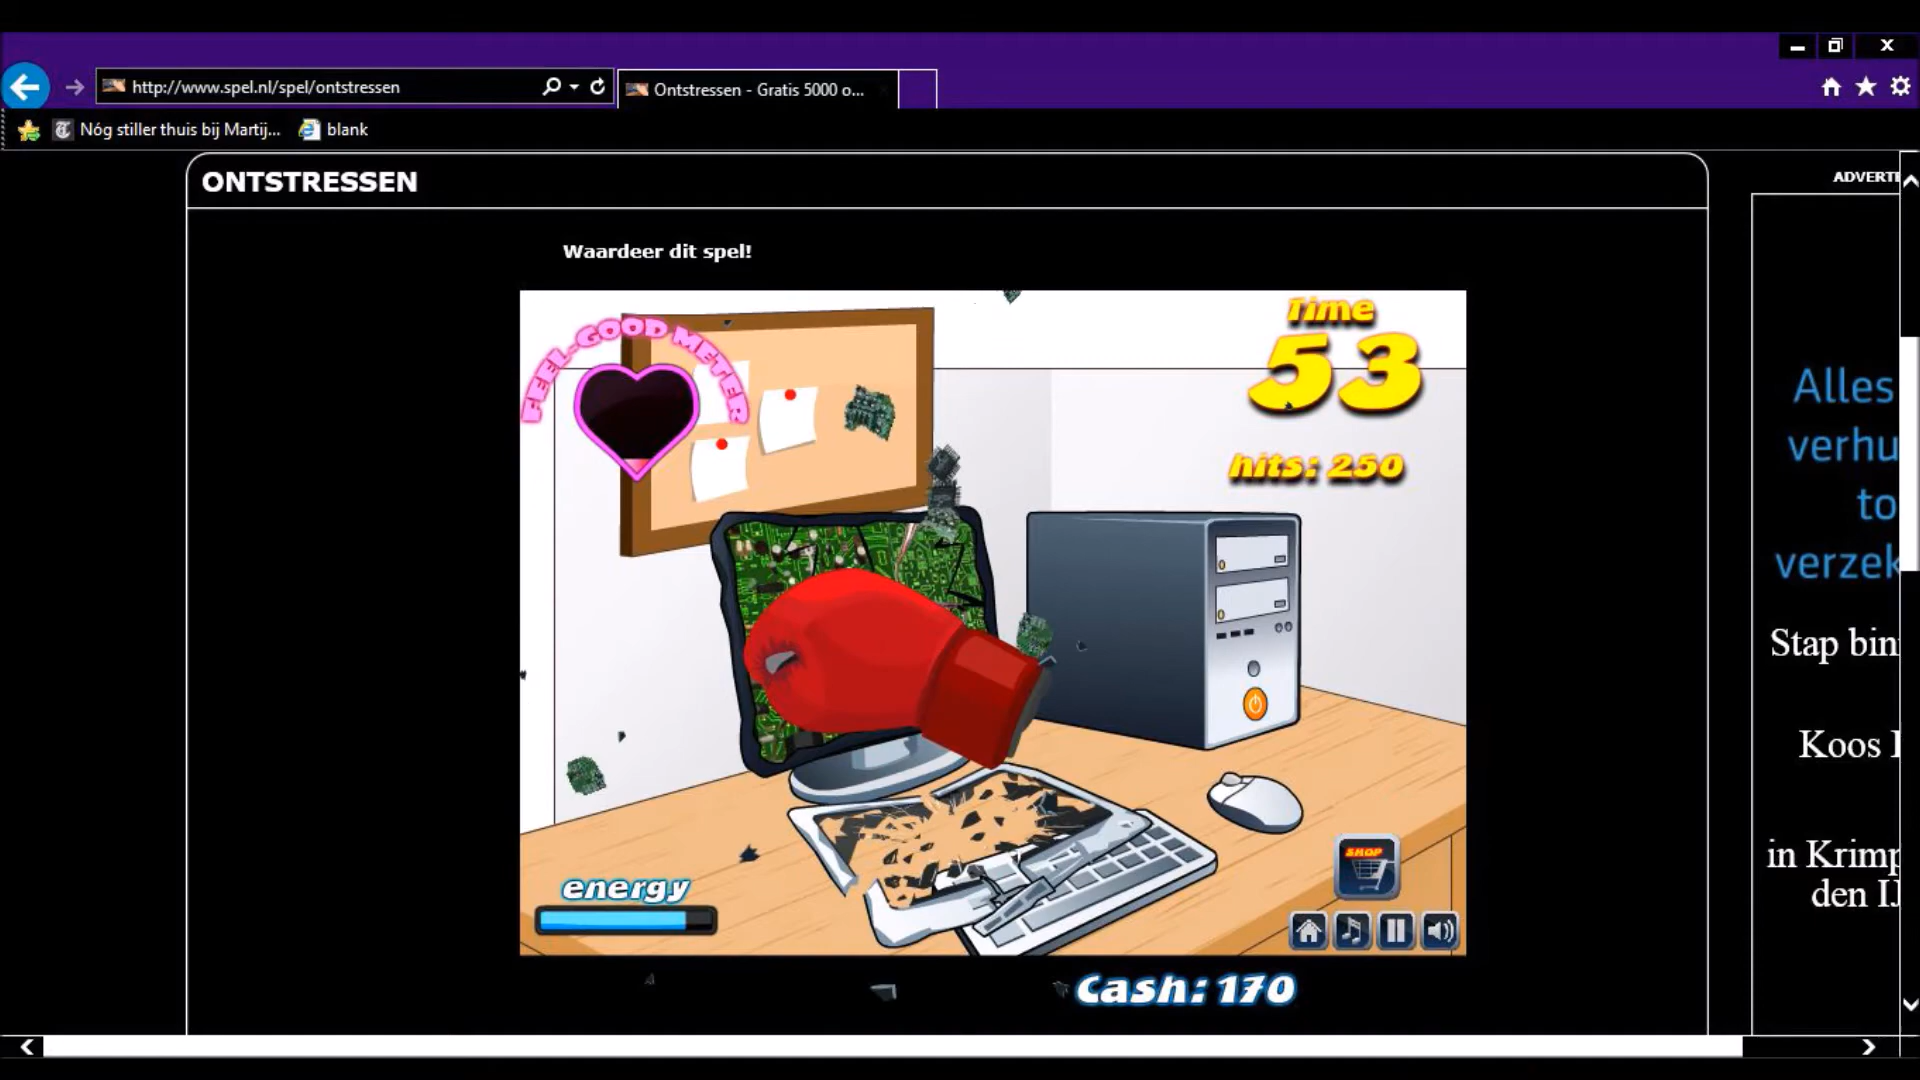 http://www.spel.nl/spel/ontstressen
Ontstressen - Gratis 5000 o...
Nóg stiller thuis bij Martij...
blank
ONTSTRESSEN
ADVERTE
Waardeer dit spel!
FEEL-GOOD METER
Time
53
hits: 250
Alles
verhu
to
verzek
Stap bin
Koos
in Krimp
den IJ
SHOP
energy
Cash: 170